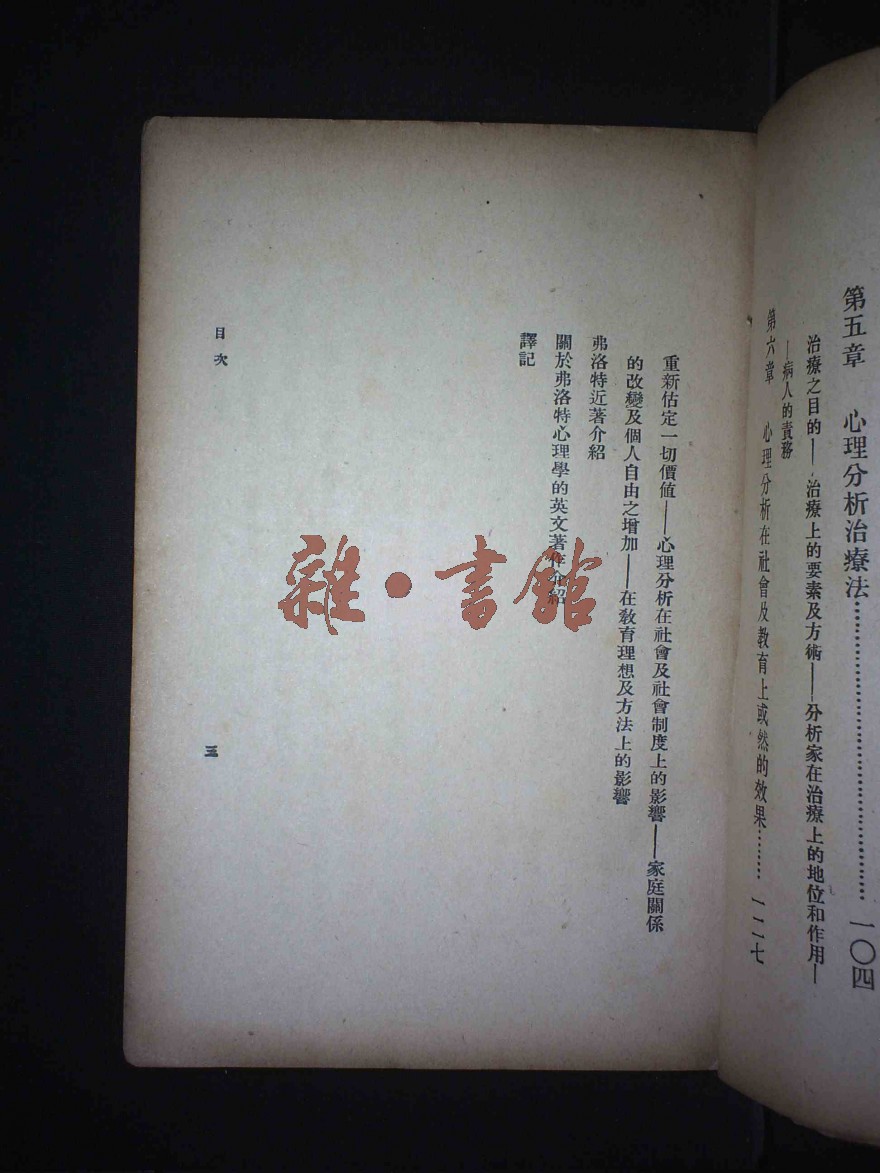 第五章　心理分析治療法……………………………一〇四
治療之目的——治療上的要素及方術——分析家在治療上的地位和作用—
—病人的責務
第六章　心理分析在社會及教育上或然的效果………一二七
重新估定一切價値——心理分析在社會及社會制度上的影響——家庭關係
的改變及個人自由之增加——在教育理想及方法上的影響
弗洛特近著介紹
關於弗洛特心理學的英文著作介紹
譯記
目次
三
雜·書館